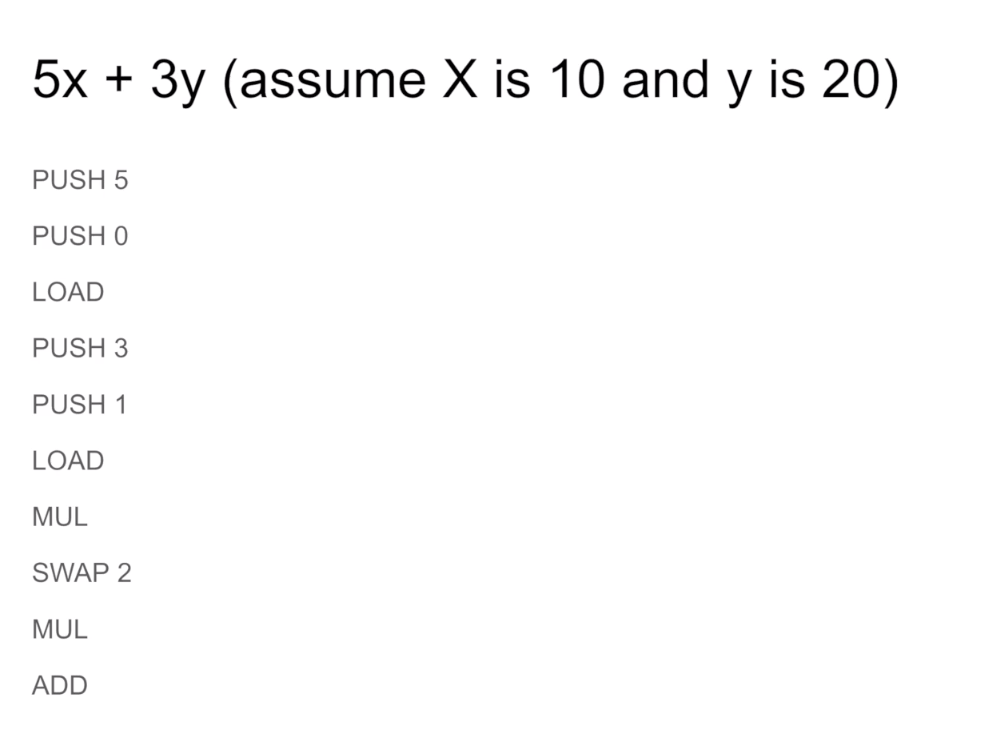 5x + 3y (assume X is 10 and y is 20)
PUSH 5
PUSH 0
LOAD
PUSH 3
PUSH 1
LOAD
MUL
SWAP 2
MUL
ADD